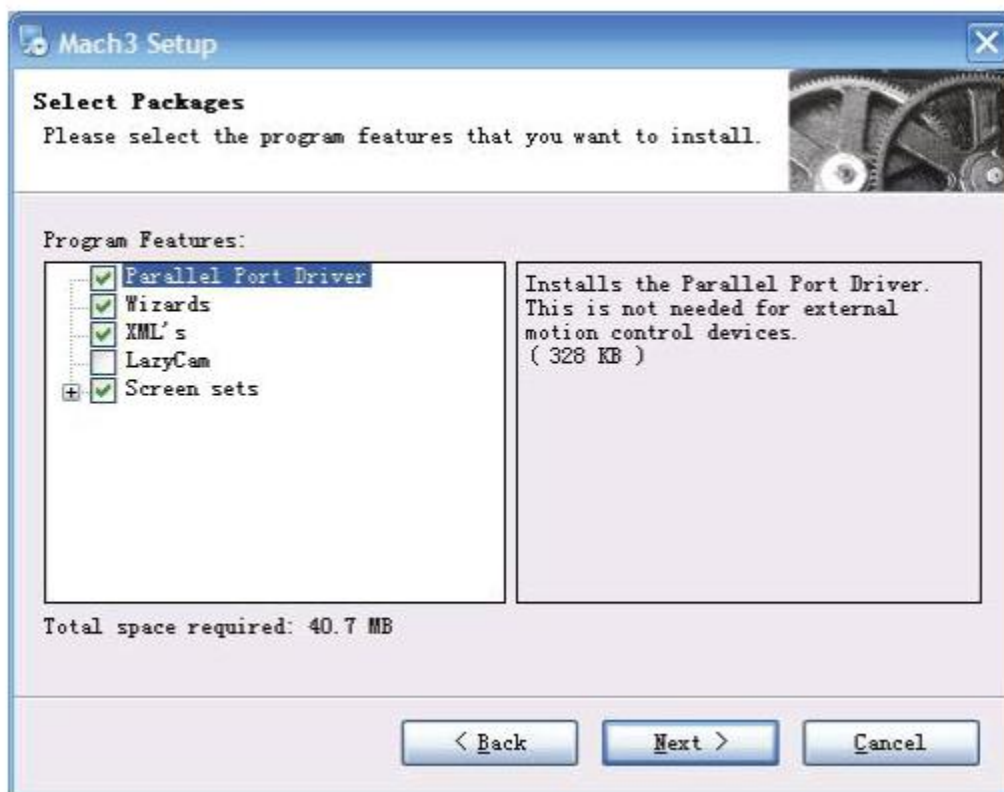 Mach3 Setup
Select Packages
Please select the program features that you want to install.
Program Features:
Parallel Port Driver
Wizards
XML's
LazyCam
Screen sets
Installs the Parallel Port Driver.
This is not needed for external
motion control devices.
( 328 KB )
Total space required: 40.7 MB
< Back
Next >
Cancel